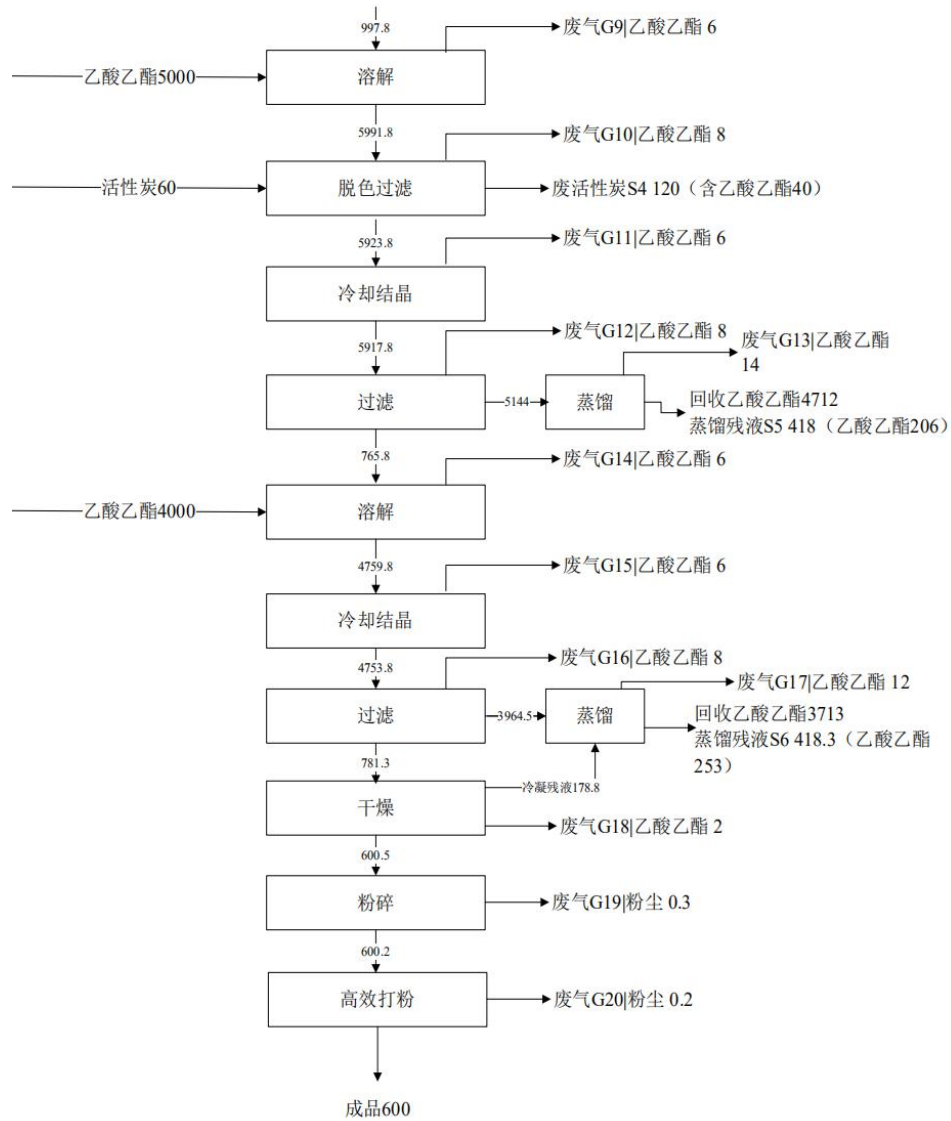 997.8
废气G9|乙酸乙酯 6
乙酸乙酯5000
溶解
5991.8
废气G10|乙酸乙酯 8
活性炭60
脱色过滤
废活性炭S4 120（含乙酸乙酯40）
5923.8
废气G11|乙酸乙酯 6
冷却结晶
5917.8
废气G12|乙酸乙酯 8
废气G13|乙酸乙酯
14
过滤
5144
蒸馏
回收乙酸乙酯4712
蒸馏残液S5 418（乙酸乙酯206）
765.8
废气G14|乙酸乙酯 6
乙酸乙酯4000
溶解
4759.8
废气G15|乙酸乙酯 6
冷却结晶
4753.8
废气G16|乙酸乙酯 8
废气G17|乙酸乙酯 12
过滤
3964.5
蒸馏
回收乙酸乙酯3713
蒸馏残液S6 418.3（乙酸乙酯
253）
781.3
冷凝残液178.8
干燥
废气G18|乙酸乙酯 2
600.5
粉碎
废气G19|粉尘 0.3
600.2
高效打粉
废气G20|粉尘 0.2
成品600